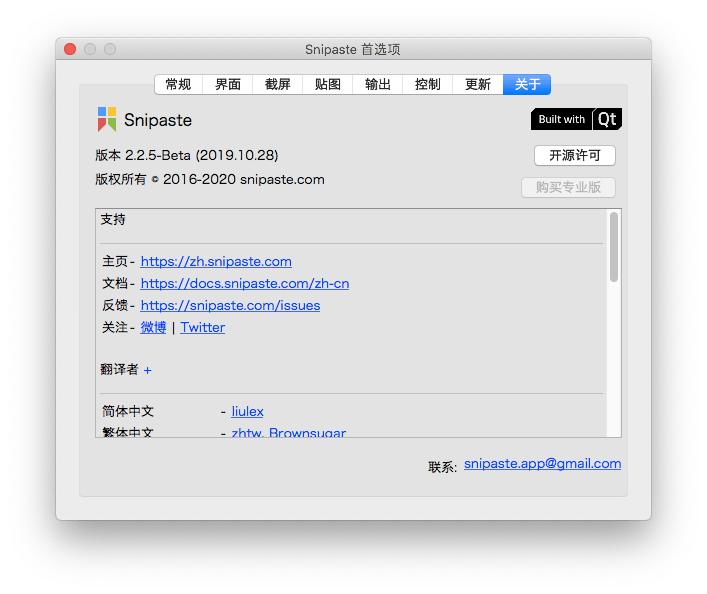 Snipaste 首选项
常规 界面 截屏 贴图 输出 控制 更新 关于
Snipaste
Built with Qt
版本 2.2.5-Beta (2019.10.28)
开源许可
版权所有 © 2016-2020 snipaste.com
购买专业版
支持
主页 - https://zh.snipaste.com
文档 - https://docs.snipaste.com/zh-cn
反馈 - https://snipaste.com/issues
关注 - 微博 | Twitter
翻译者 +
简体中文 - liulex
繁体中文 - zhtw, Brownsugar
联系: snipaste.app@gmail.com